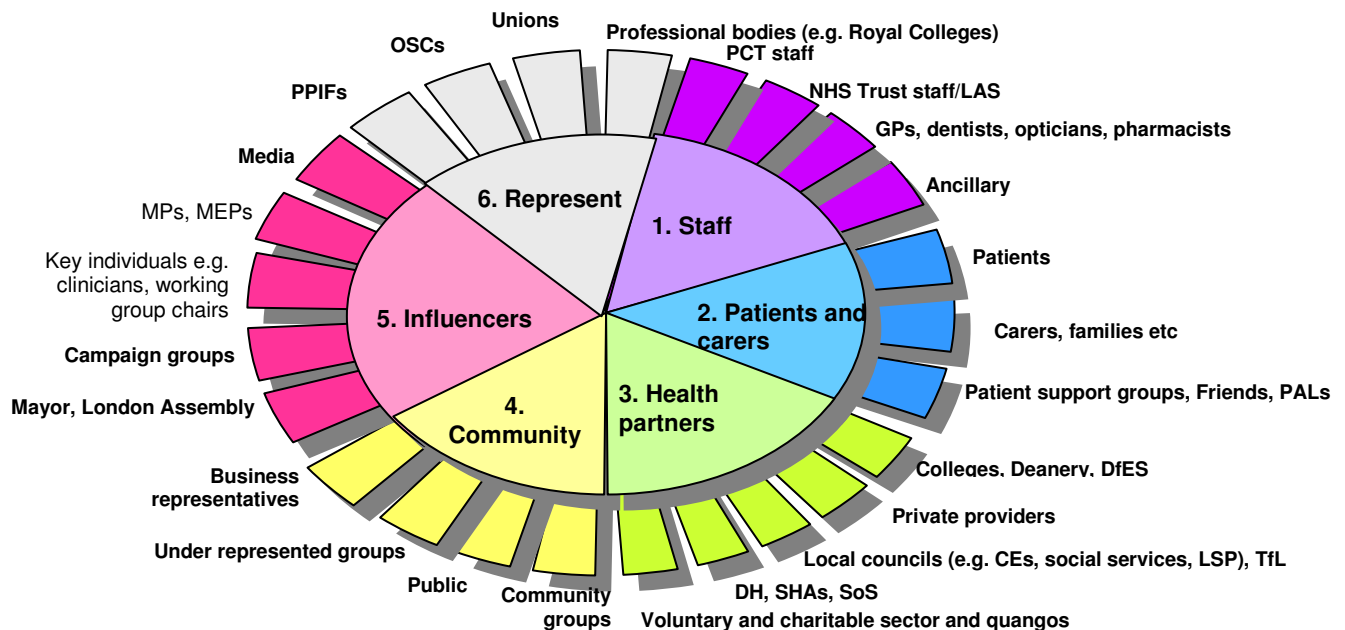 Unions
Professional bodies (e.g. Royal Colleges)
OSCs
PCT staff
PPIFs
NHS Trust staff/LAS
GPs, dentists, opticians, pharmacists
Media
Ancillary
6. Represent
1. Staff
MPs, MEPs
Patients
Key individuals e.g.
clinicians, working
group chairs
5. Influencers
2. Patients and
carers
Carers, families etc
Campaign groups
Patient support groups, Friends, PALs
Mayor, London Assembly
4.
Community
3. Health
partners
Colleges, Deanery, DfES
Business
representatives
Private providers
Under represented groups
Local councils (e.g. CEs, social services, LSP), TfL
Public
Community
groups
DH, SHAs, SoS
Voluntary and charitable sector and quangos